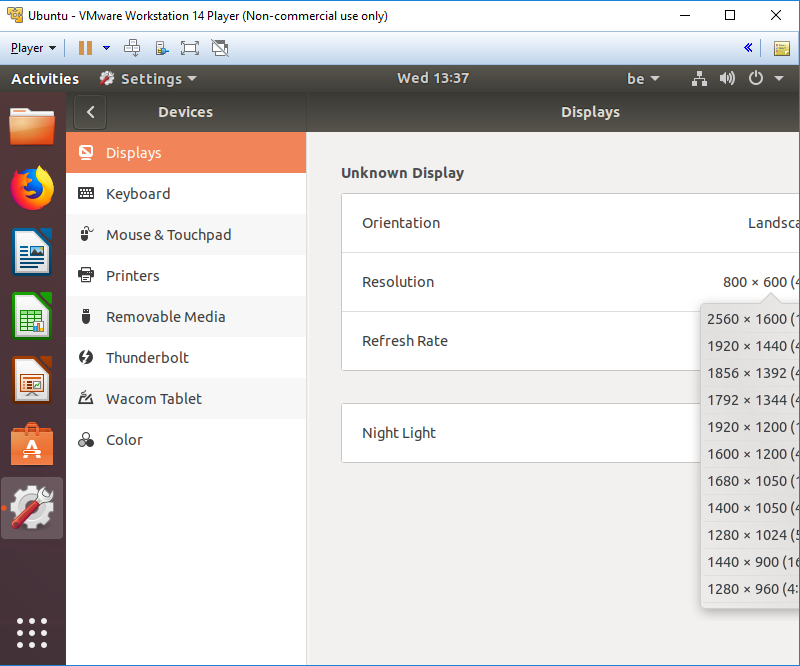 Ubuntu - VMware Workstation 14 Player (Non-commercial use only)
Player
Activities Settings Wed 13:37 be
Devices Displays
Displays
Keyboard
Mouse & Touchpad
Printers
Removable Media
Thunderbolt
Wacom Tablet
Color
Unknown Display
Orientation Landsca
Resolution 800 × 600 (4
Refresh Rate
Night Light
2560 × 1600 (1
1920 × 1440 (4
1856 × 1392 (4
1792 × 1344 (4
1920 × 1200 (1
1600 × 1200 (4
1680 × 1050 (1
1400 × 1050 (4
1280 × 1024 (5
1440 × 900 (16
1280 × 960 (4: